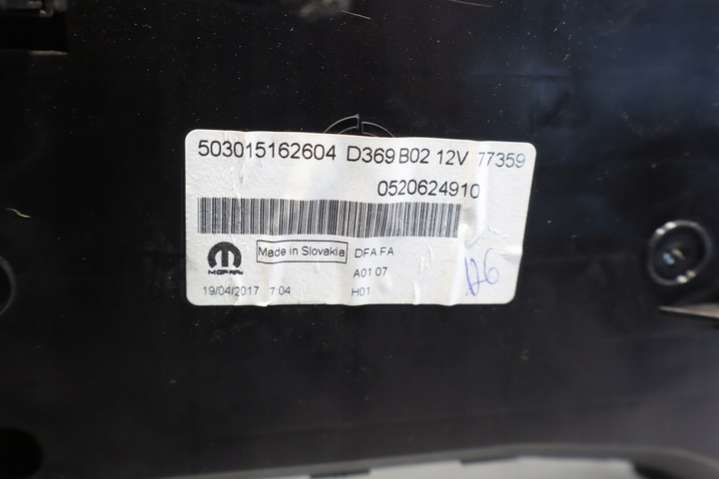 503015162604 D369 B02 12V 77359
0520624910
MOPAR
Made in Slovakia DFA FA
A01 07
19/04/2017 7:04 H01